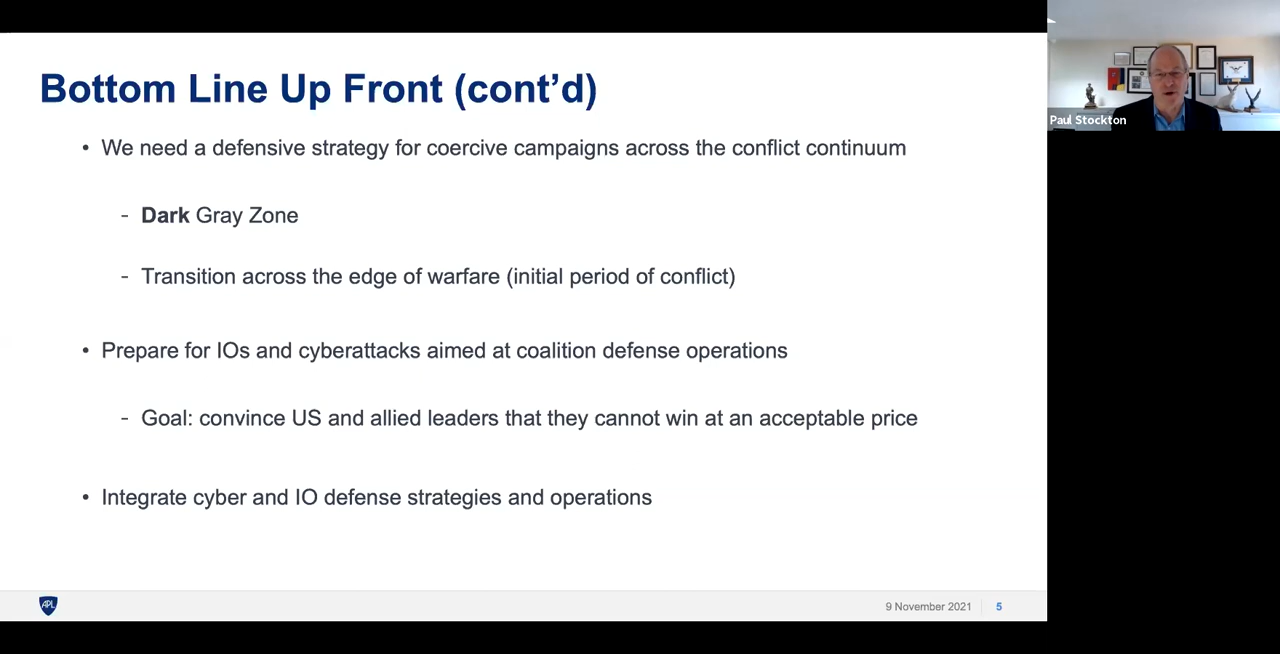 Bottom Line Up Front (cont’d)
• We need a defensive strategy for coercive campaigns across the conflict continuum
- Dark Gray Zone
- Transition across the edge of warfare (initial period of conflict)
• Prepare for IOs and cyberattacks aimed at coalition defense operations
- Goal: convince US and allied leaders that they cannot win at an acceptable price
• Integrate cyber and IO defense strategies and operations
APL
9 November 2021
5
Paul Stockton